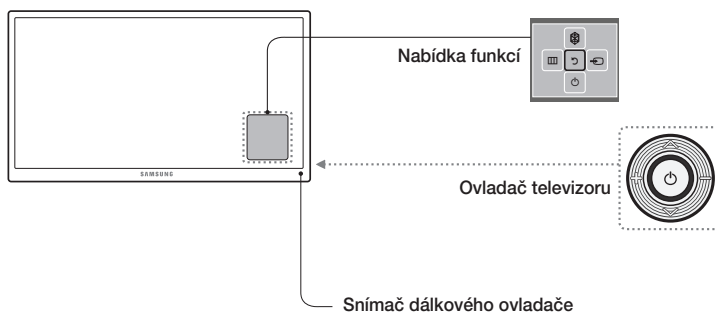 Nabídka funkcí
SAMSUNG
Ovladač televizoru
Snímač dálkového ovladače